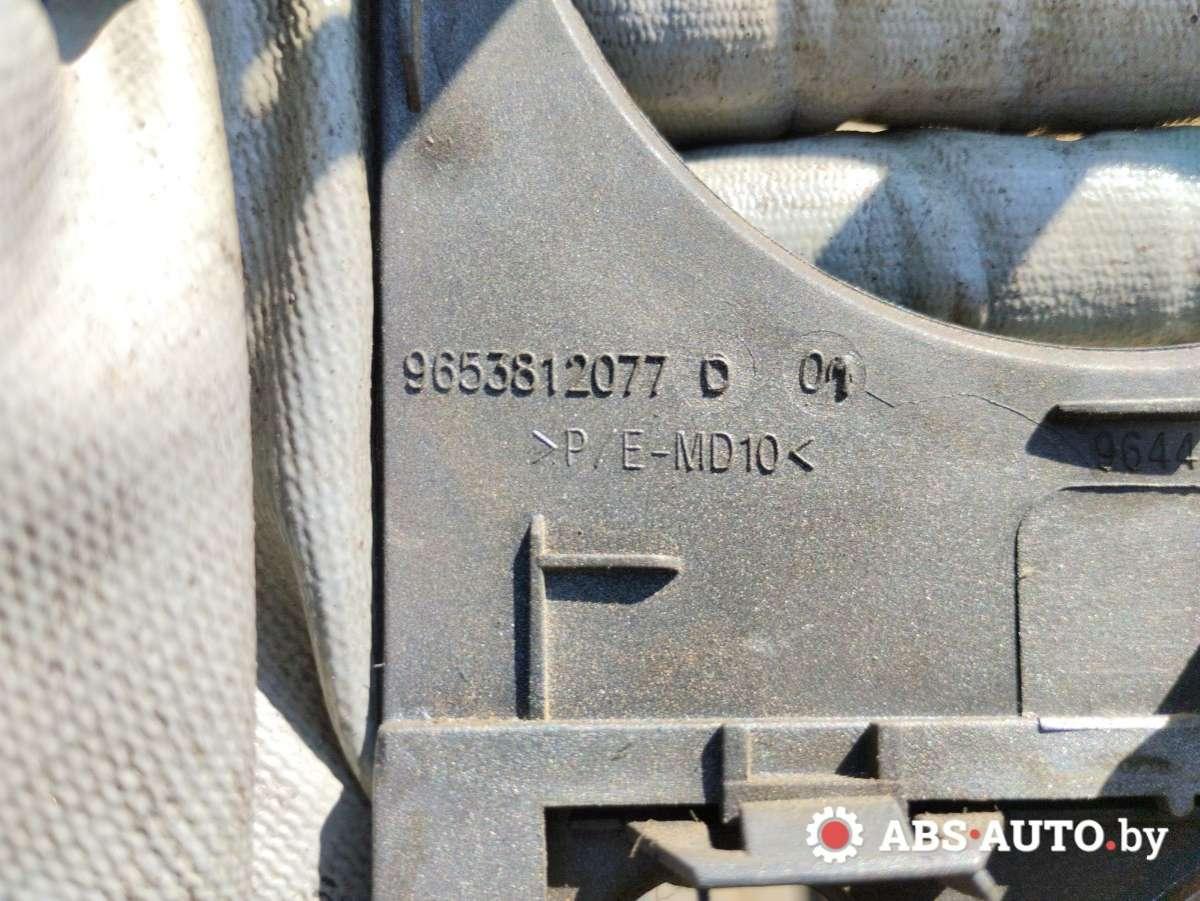 9653812077 D 01
>P/E-MD10<
9644
ABS-AUTO.by